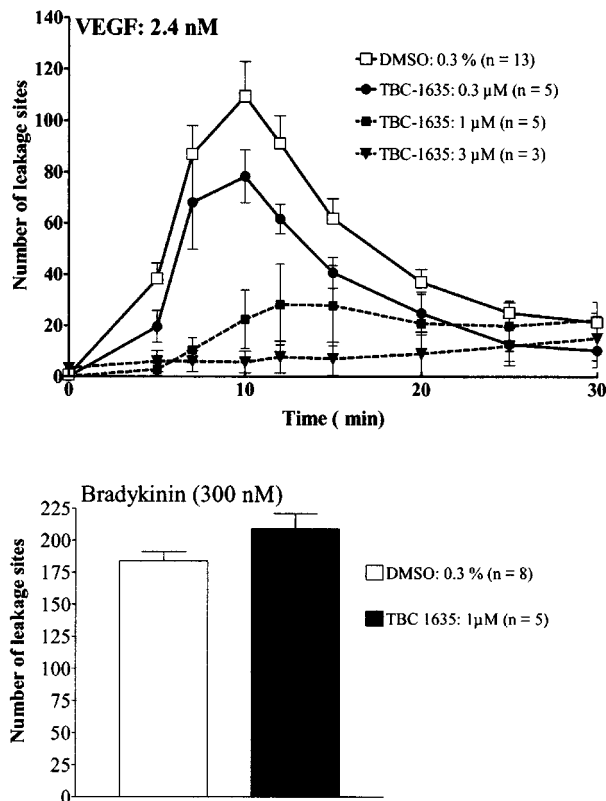 VEGF: 2.4 nM
140
120
100
80
60
40
20
0
Number of leakage sites
DMSO: 0.3 % (n = 13)
TBC-1635: 0.3 µM (n = 5)
TBC-1635: 1 µM (n = 5)
TBC-1635: 3 µM (n = 3)
0 10 20 30
Time ( min)
Bradykinin (300 nM)
225
200
175
150
125
100
75
50
25
0
Number of leakage sites
DMSO: 0.3 % (n = 8)
TBC 1635: 1µM (n = 5)